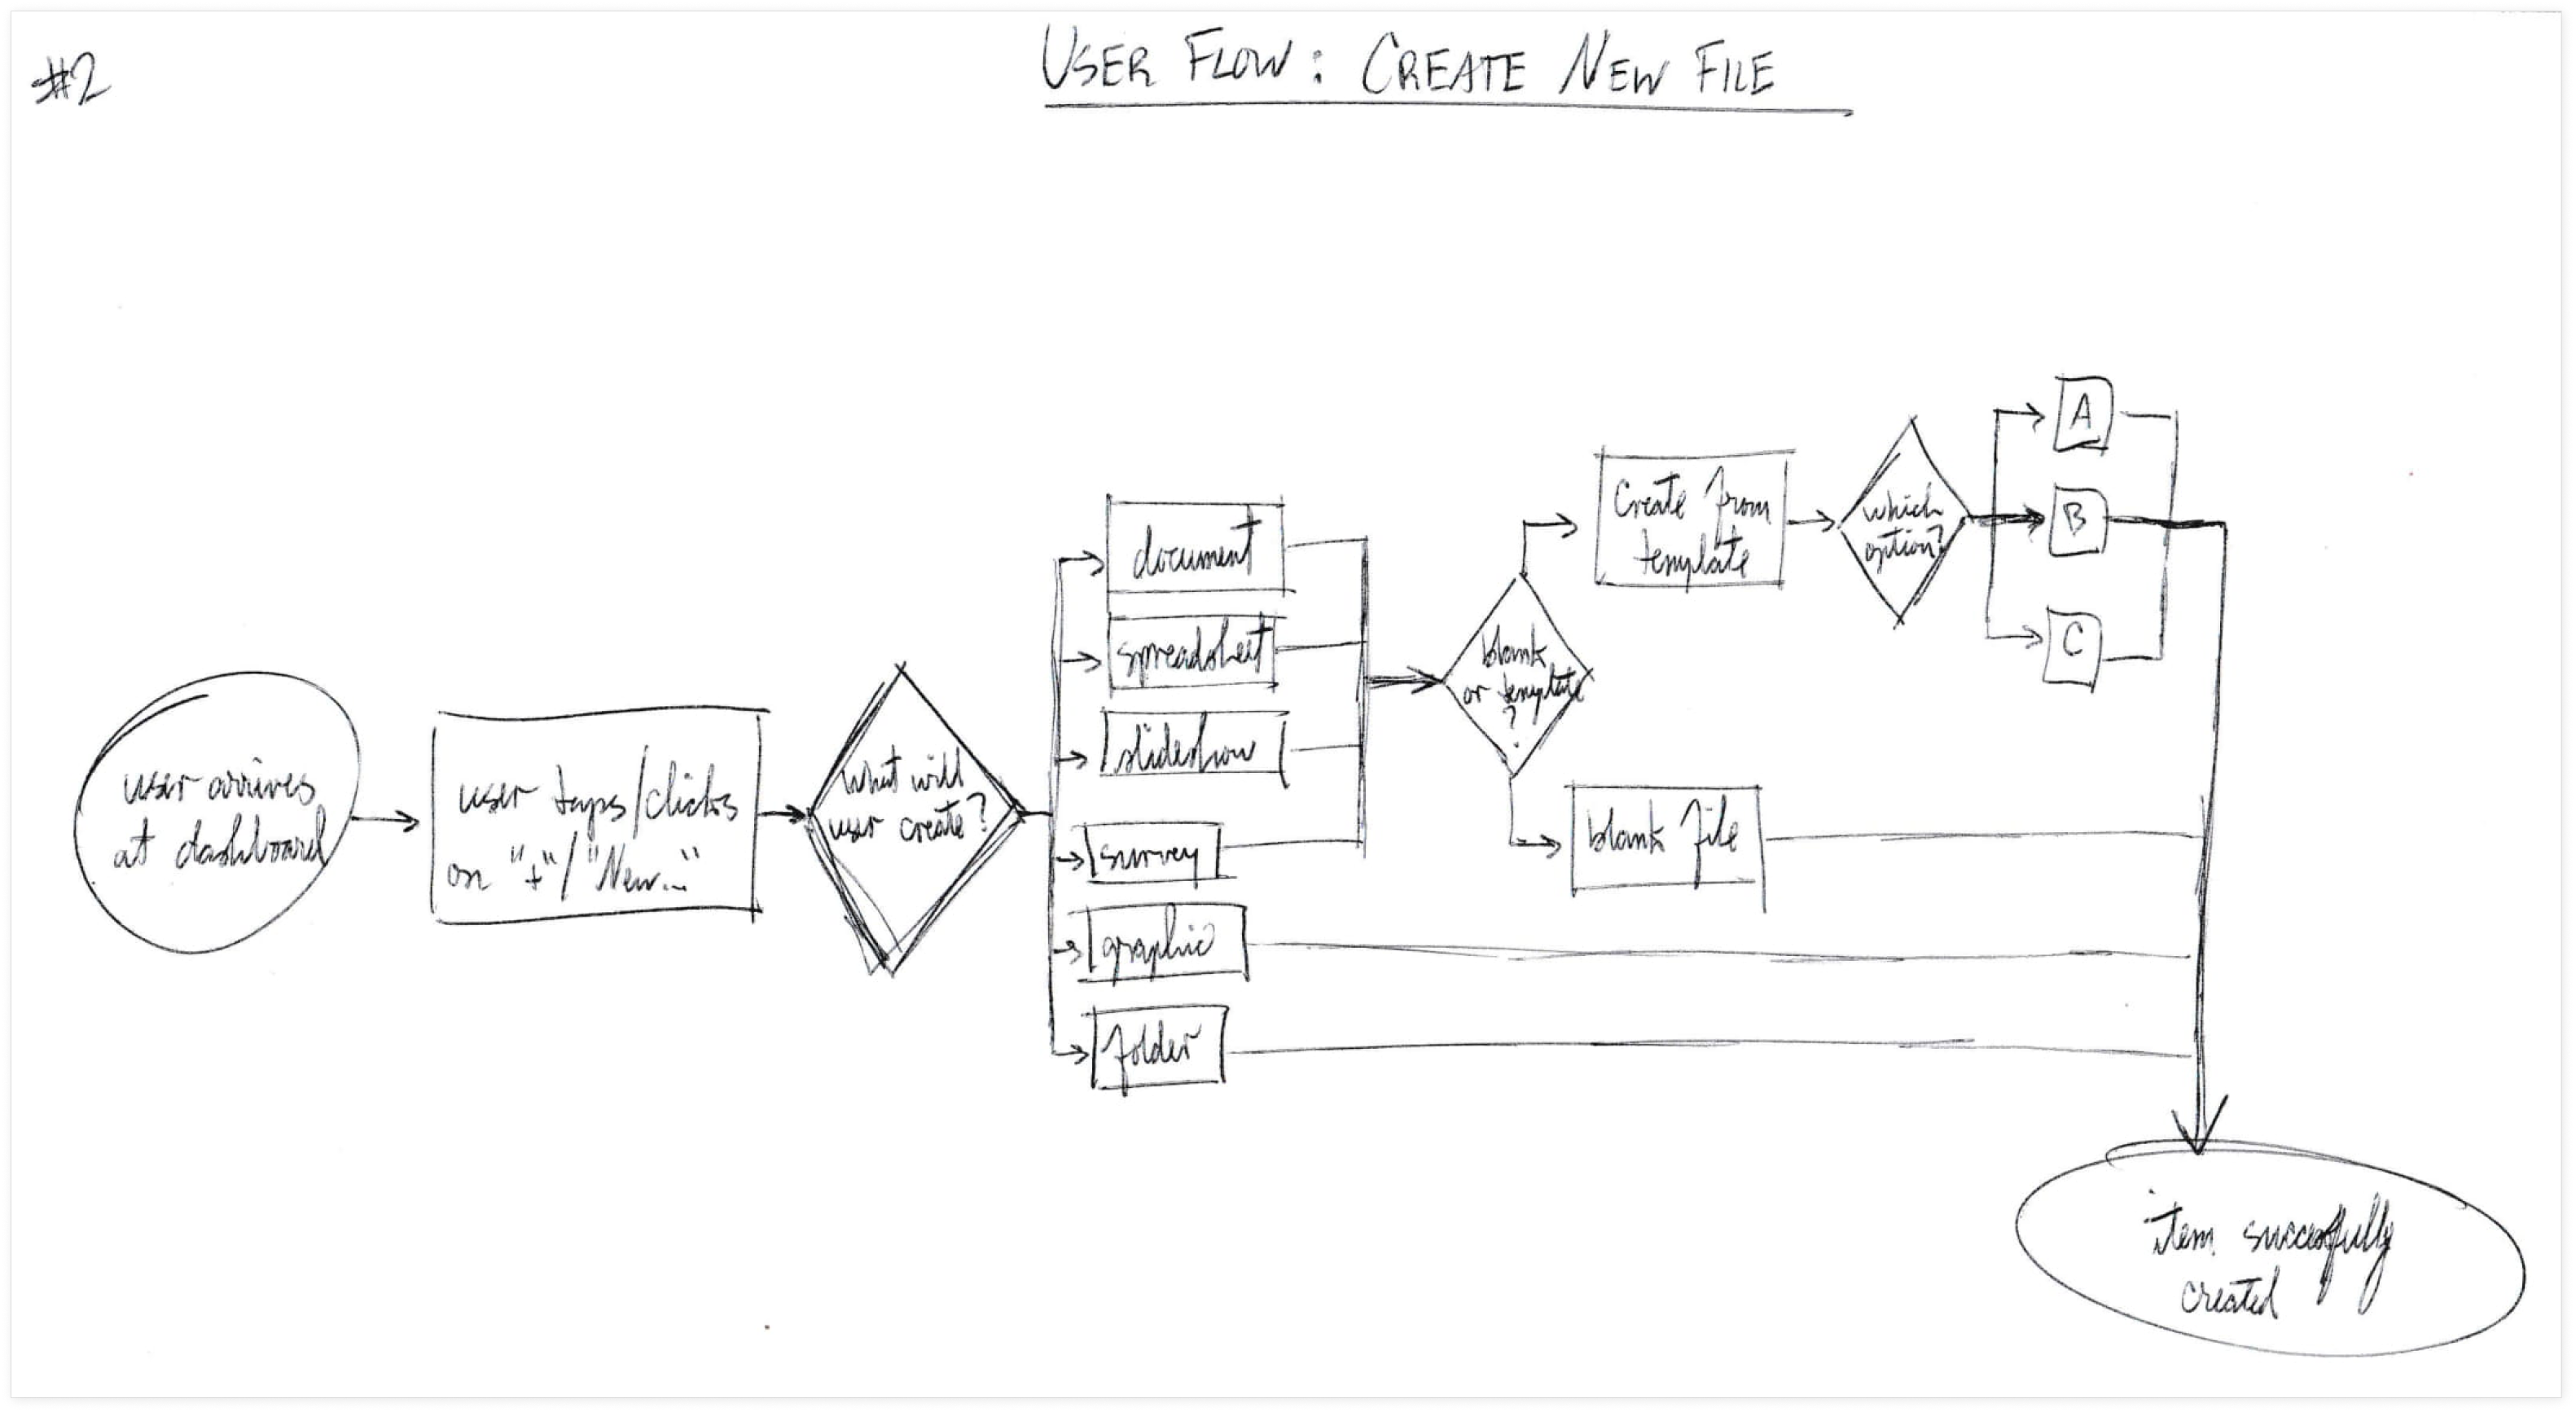 #2
USER FLOW: CREATE NEW FILE
user arrives
at dashboard
user taps/clicks
on "+"/"New..."
What will
user create?
document
spreadsheet
slideshow
survey
graphic
folder
blank
or template
?
Create from
template
blank file
which
option?
A
B
C
item successfully
created